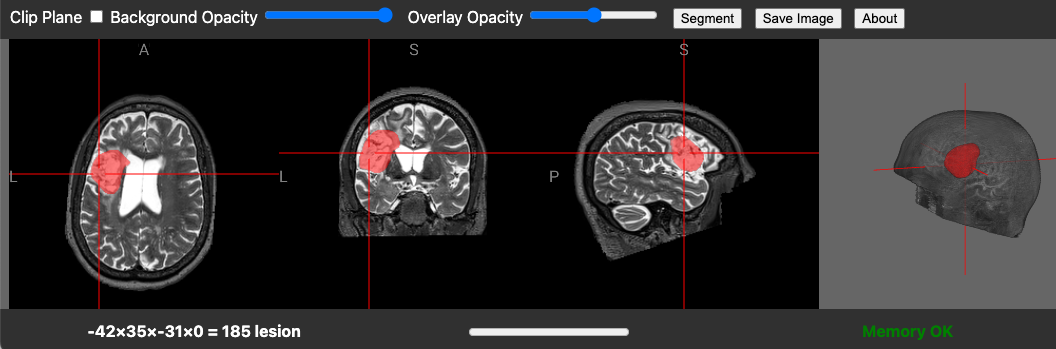 Clip Plane Background Opacity Overlay Opacity Segment Save Image About
A S S
L L P
-42×35×-31×0 = 185 lesion Memory OK